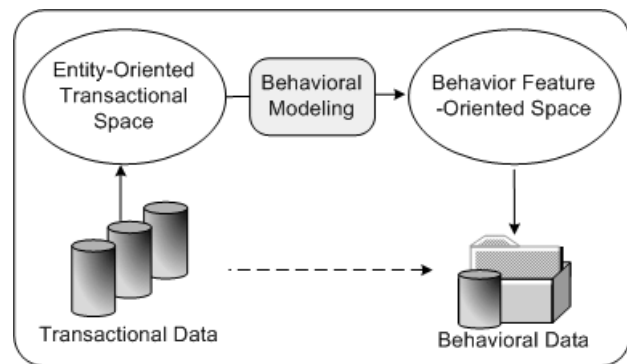 Entity-Oriented
Transactional
Space
Behavioral
Modeling
Behavior Feature
-Oriented Space
Transactional Data
Behavioral Data